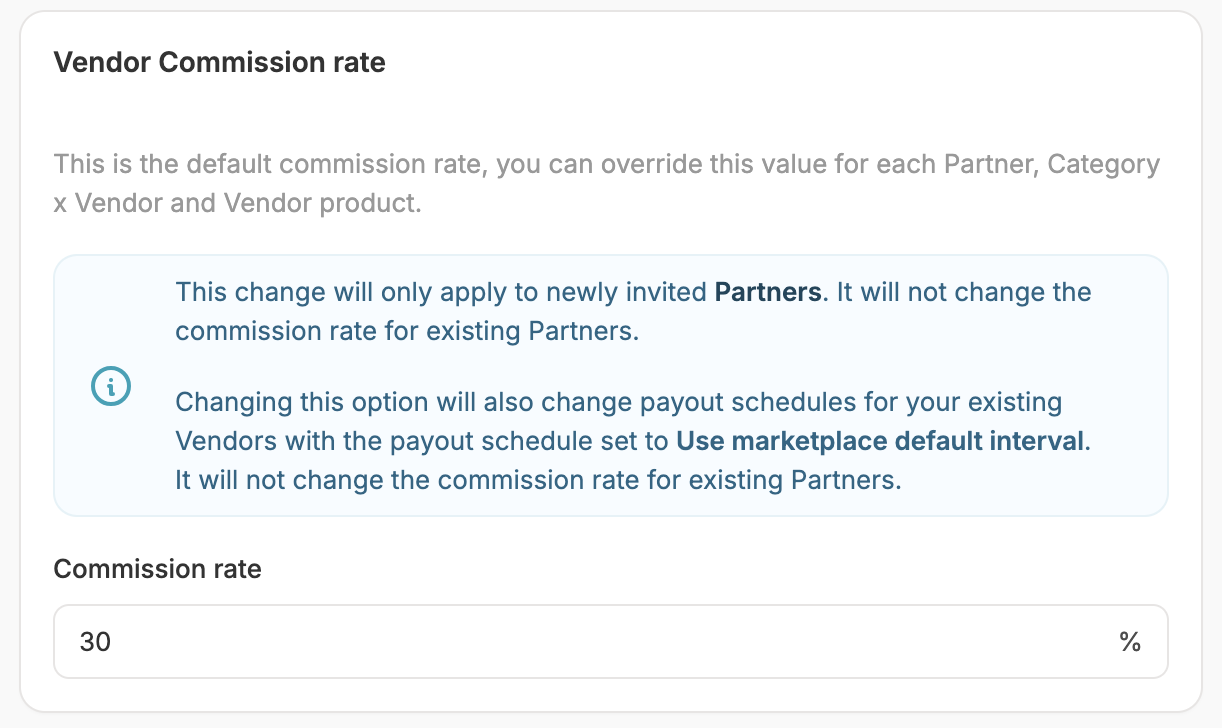 Vendor Commission rate
This is the default commission rate, you can override this value for each Partner, Category
x Vendor and Vendor product.
This change will only apply to newly invited Partners. It will not change the
commission rate for existing Partners.
Changing this option will also change payout schedules for your existing
Vendors with the payout schedule set to Use marketplace default interval.
It will not change the commission rate for existing Partners.
Commission rate
30 %